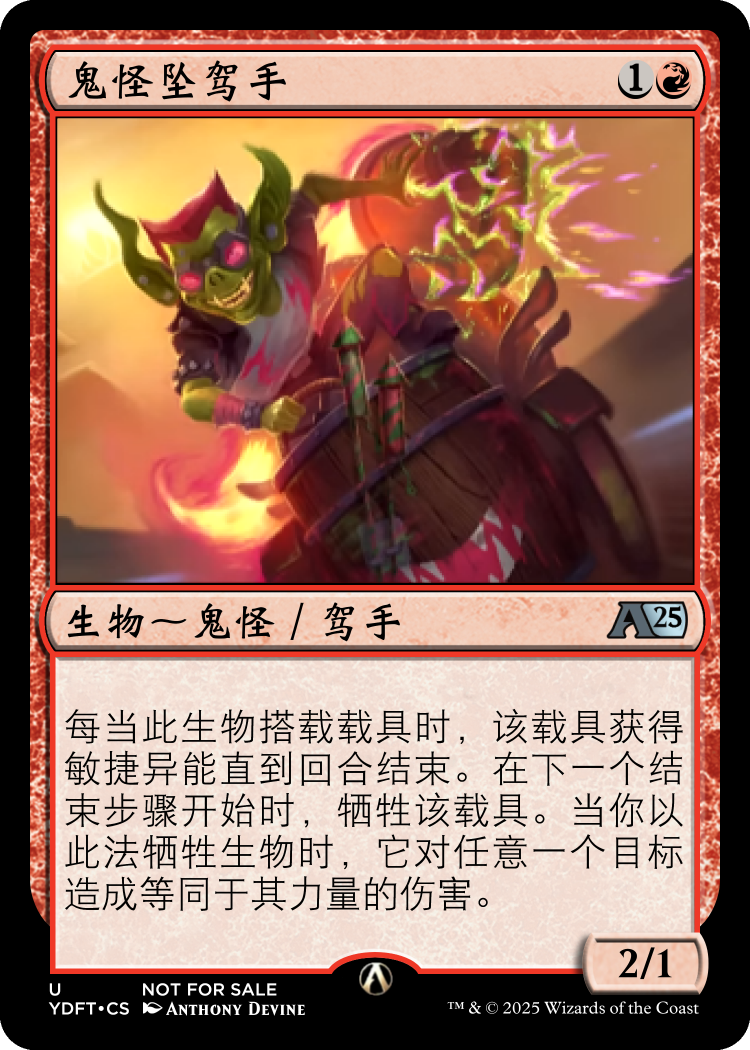 鬼怪坠驾手 1
生物～鬼怪 / 驾手 A25
每当此生物搭载载具时，该载具获得
敏捷异能直到回合结束。在下一个结
束步骤开始时，牺牲该载具。当你以
此法牺牲生物时，它对任意一个目标
造成等同于其力量的伤害。
2/1
U NOT FOR SALE
YDFT•CS ANTHONY DEVINE ™ & © 2025 Wizards of the Coast